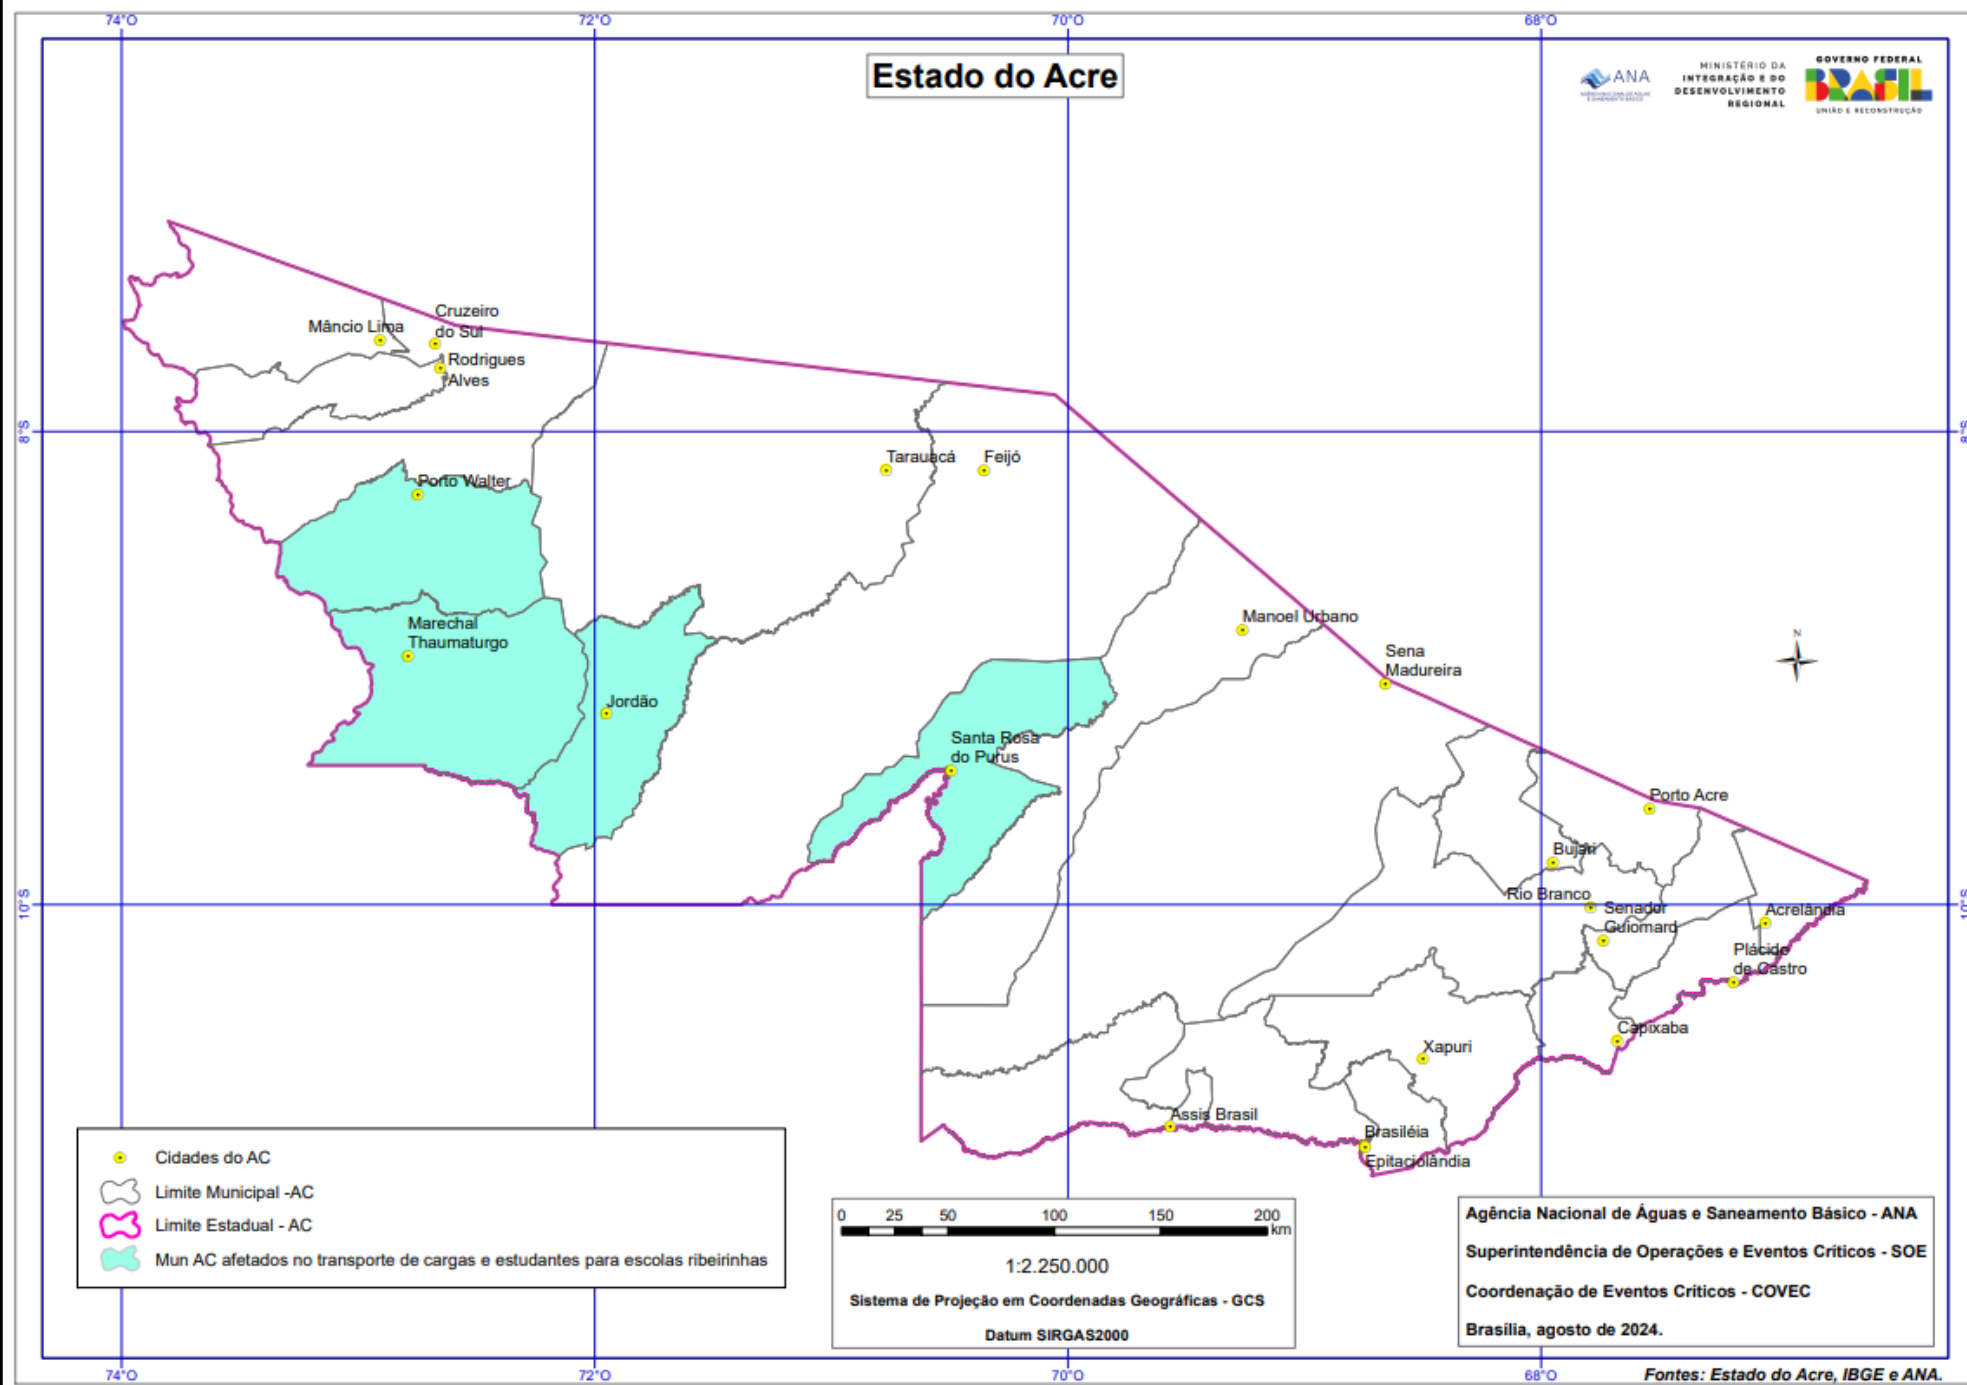 74°O
72°O
70°O
68°O
Estado do Acre
ANA
MINISTÉRIO DA
INTEGRAÇÃO E DO
DESENVOLVIMENTO
REGIONAL
GOVERNO FEDERAL
BRASIL
UNIÃO E RECONSTRUÇÃO
Cruzeiro
do Sul
Mâncio Lima
Rodrigues
Alves
8°S
8°S
Tarauacá
Feijó
Porto Walter
Marechal
Thaumaturgo
Manoel Urbano
N
Sena
Madureira
Jordão
Santa Rosa
do Purus
Porto Acre
Bujari
Rio Branco
10°S
10°S
Senador
Guiomard
Acrelândia
Plácido
de Castro
Capixaba
Xapuri
Assis Brasil
Brasiléia
Epitaciolândia
Cidades do AC
Limite Municipal -AC
Limite Estadual - AC
Mun AC afetados no transporte de cargas e estudantes para escolas ribeirinhas
0 25 50 100 150 200
km
1:2.250.000
Sistema de Projeção em Coordenadas Geográficas - GCS
Datum SIRGAS2000
Agência Nacional de Águas e Saneamento Básico - ANA
Superintendência de Operações e Eventos Críticos - SOE
Coordenação de Eventos Críticos - COVEC
Brasília, agosto de 2024.
74°O
72°O
70°O
68°O
Fontes: Estado do Acre, IBGE e ANA.